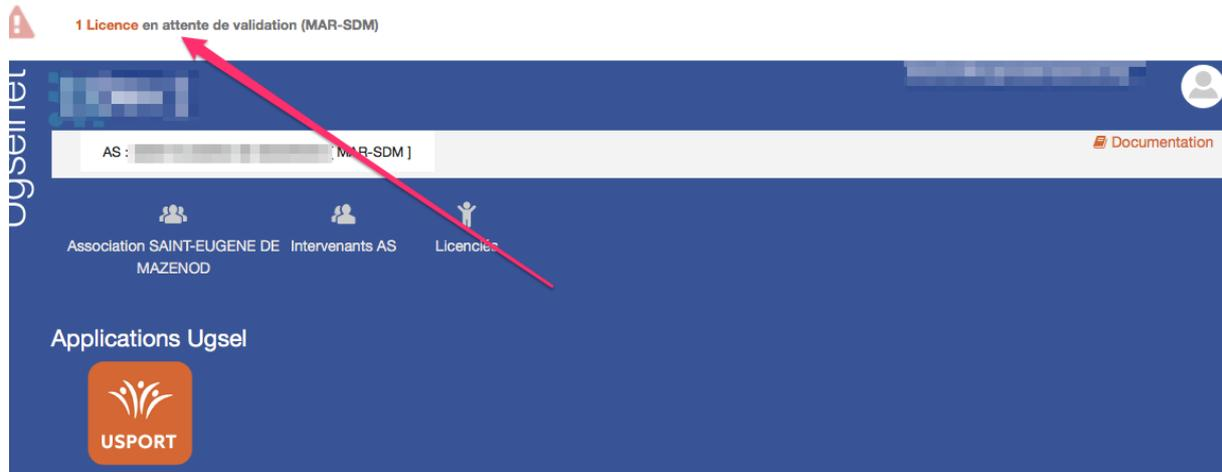 1 Licence en attente de validation (MAR-SDM)
Ugselnet
AS : [ MAR-SDM ]
Documentation
Association SAINT-EUGENE DE
MAZENOD
Intervenants AS
Licenciés
Applications Ugsel
USPORT